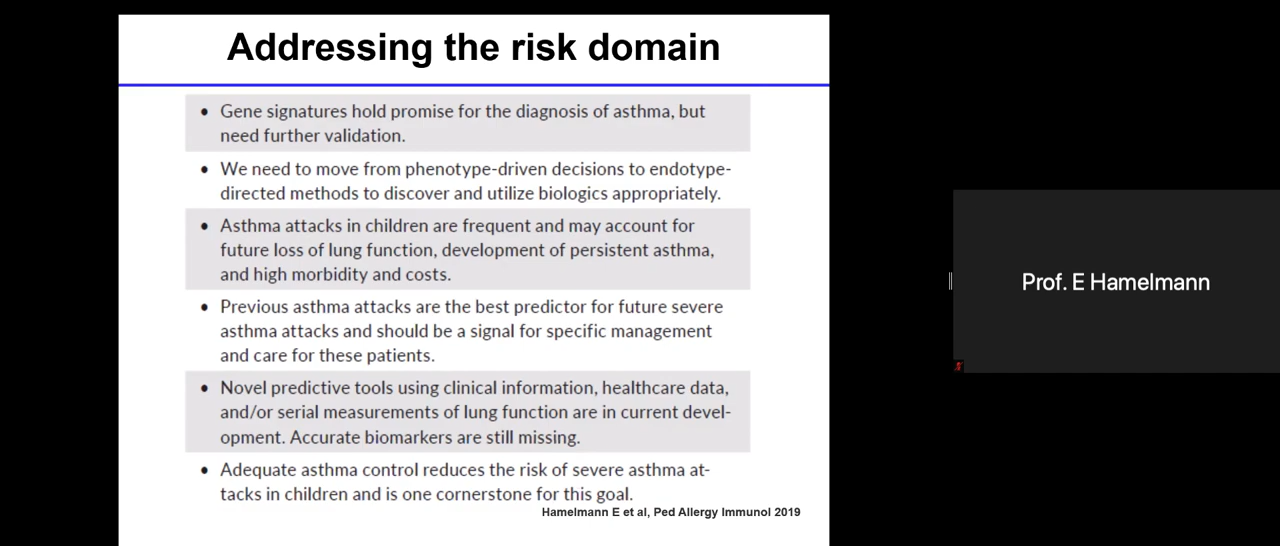 Addressing the risk domain
• Gene signatures hold promise for the diagnosis of asthma, but
need further validation.
• We need to move from phenotype-driven decisions to endotype-
directed methods to discover and utilize biologics appropriately.
• Asthma attacks in children are frequent and may account for
future loss of lung function, development of persistent asthma,
and high morbidity and costs.
• Previous asthma attacks are the best predictor for future severe
asthma attacks and should be a signal for specific management
and care for these patients.
• Novel predictive tools using clinical information, healthcare data,
and/or serial measurements of lung function are in current devel-
opment. Accurate biomarkers are still missing.
• Adequate asthma control reduces the risk of severe asthma at-
tacks in children and is one cornerstone for this goal.
Hamelmann E et al, Ped Allergy Immunol 2019
Prof. E Hamelmann